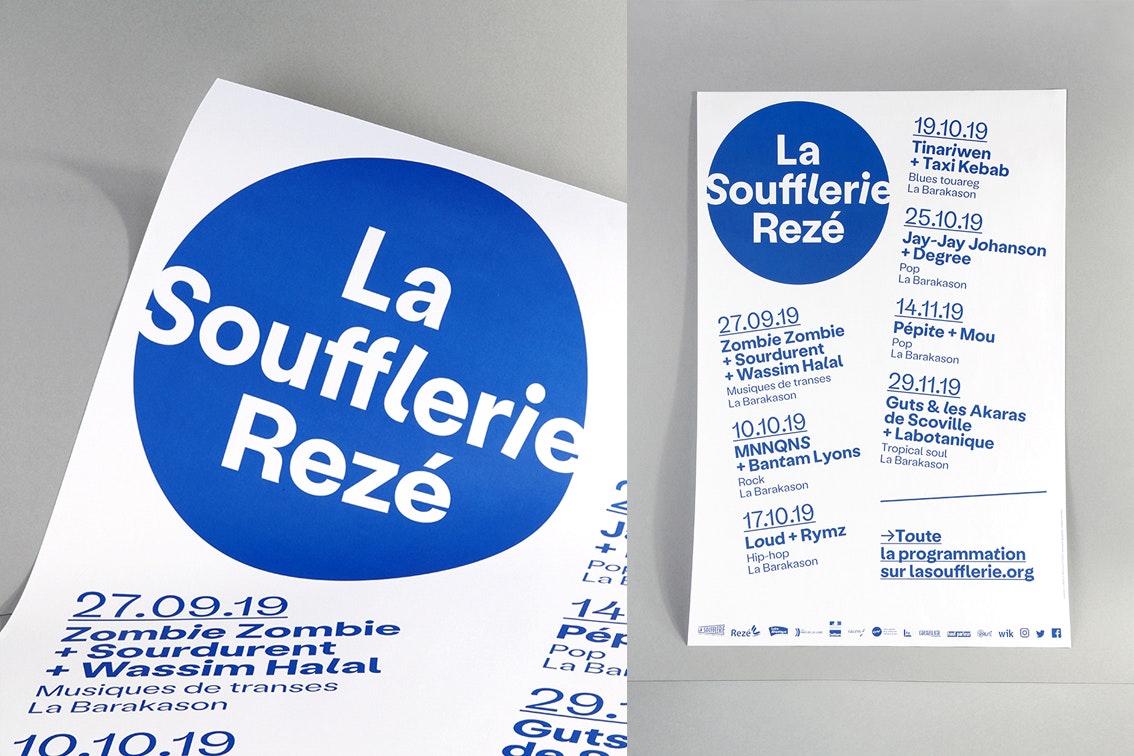 La
Soufflerie
Rezé
27.09.19
Zombie Zombie
+ Sourdurent
+ Wassim Halal
Musiques de transes
La Barakason
10.10.19
29.
Guts
de S
La
Soufflerie
Rezé
27.09.19
Zombie Zombie
+ Sourdurent
+ Wassim Halal
Musiques de transes
La Barakason
10.10.19
MNNQNS
+ Bantam Lyons
Rock
La Barakason
17.10.19
Loud + Rymz
Hip-hop
La Barakason
19.10.19
Tinariwen
+ Taxi Kebab
Blues touareg
La Barakason
25.10.19
Jay-Jay Johanson
+ Degree
Pop
La Barakason
14.11.19
Pépite + Mou
Pop
La Barakason
29.11.19
Guts & les Akaras
de Scoville
+ Labotanique
Tropical soul
La Barakason
→Toute
la programmation
sur lasoufflerie.org
Rezé
wik